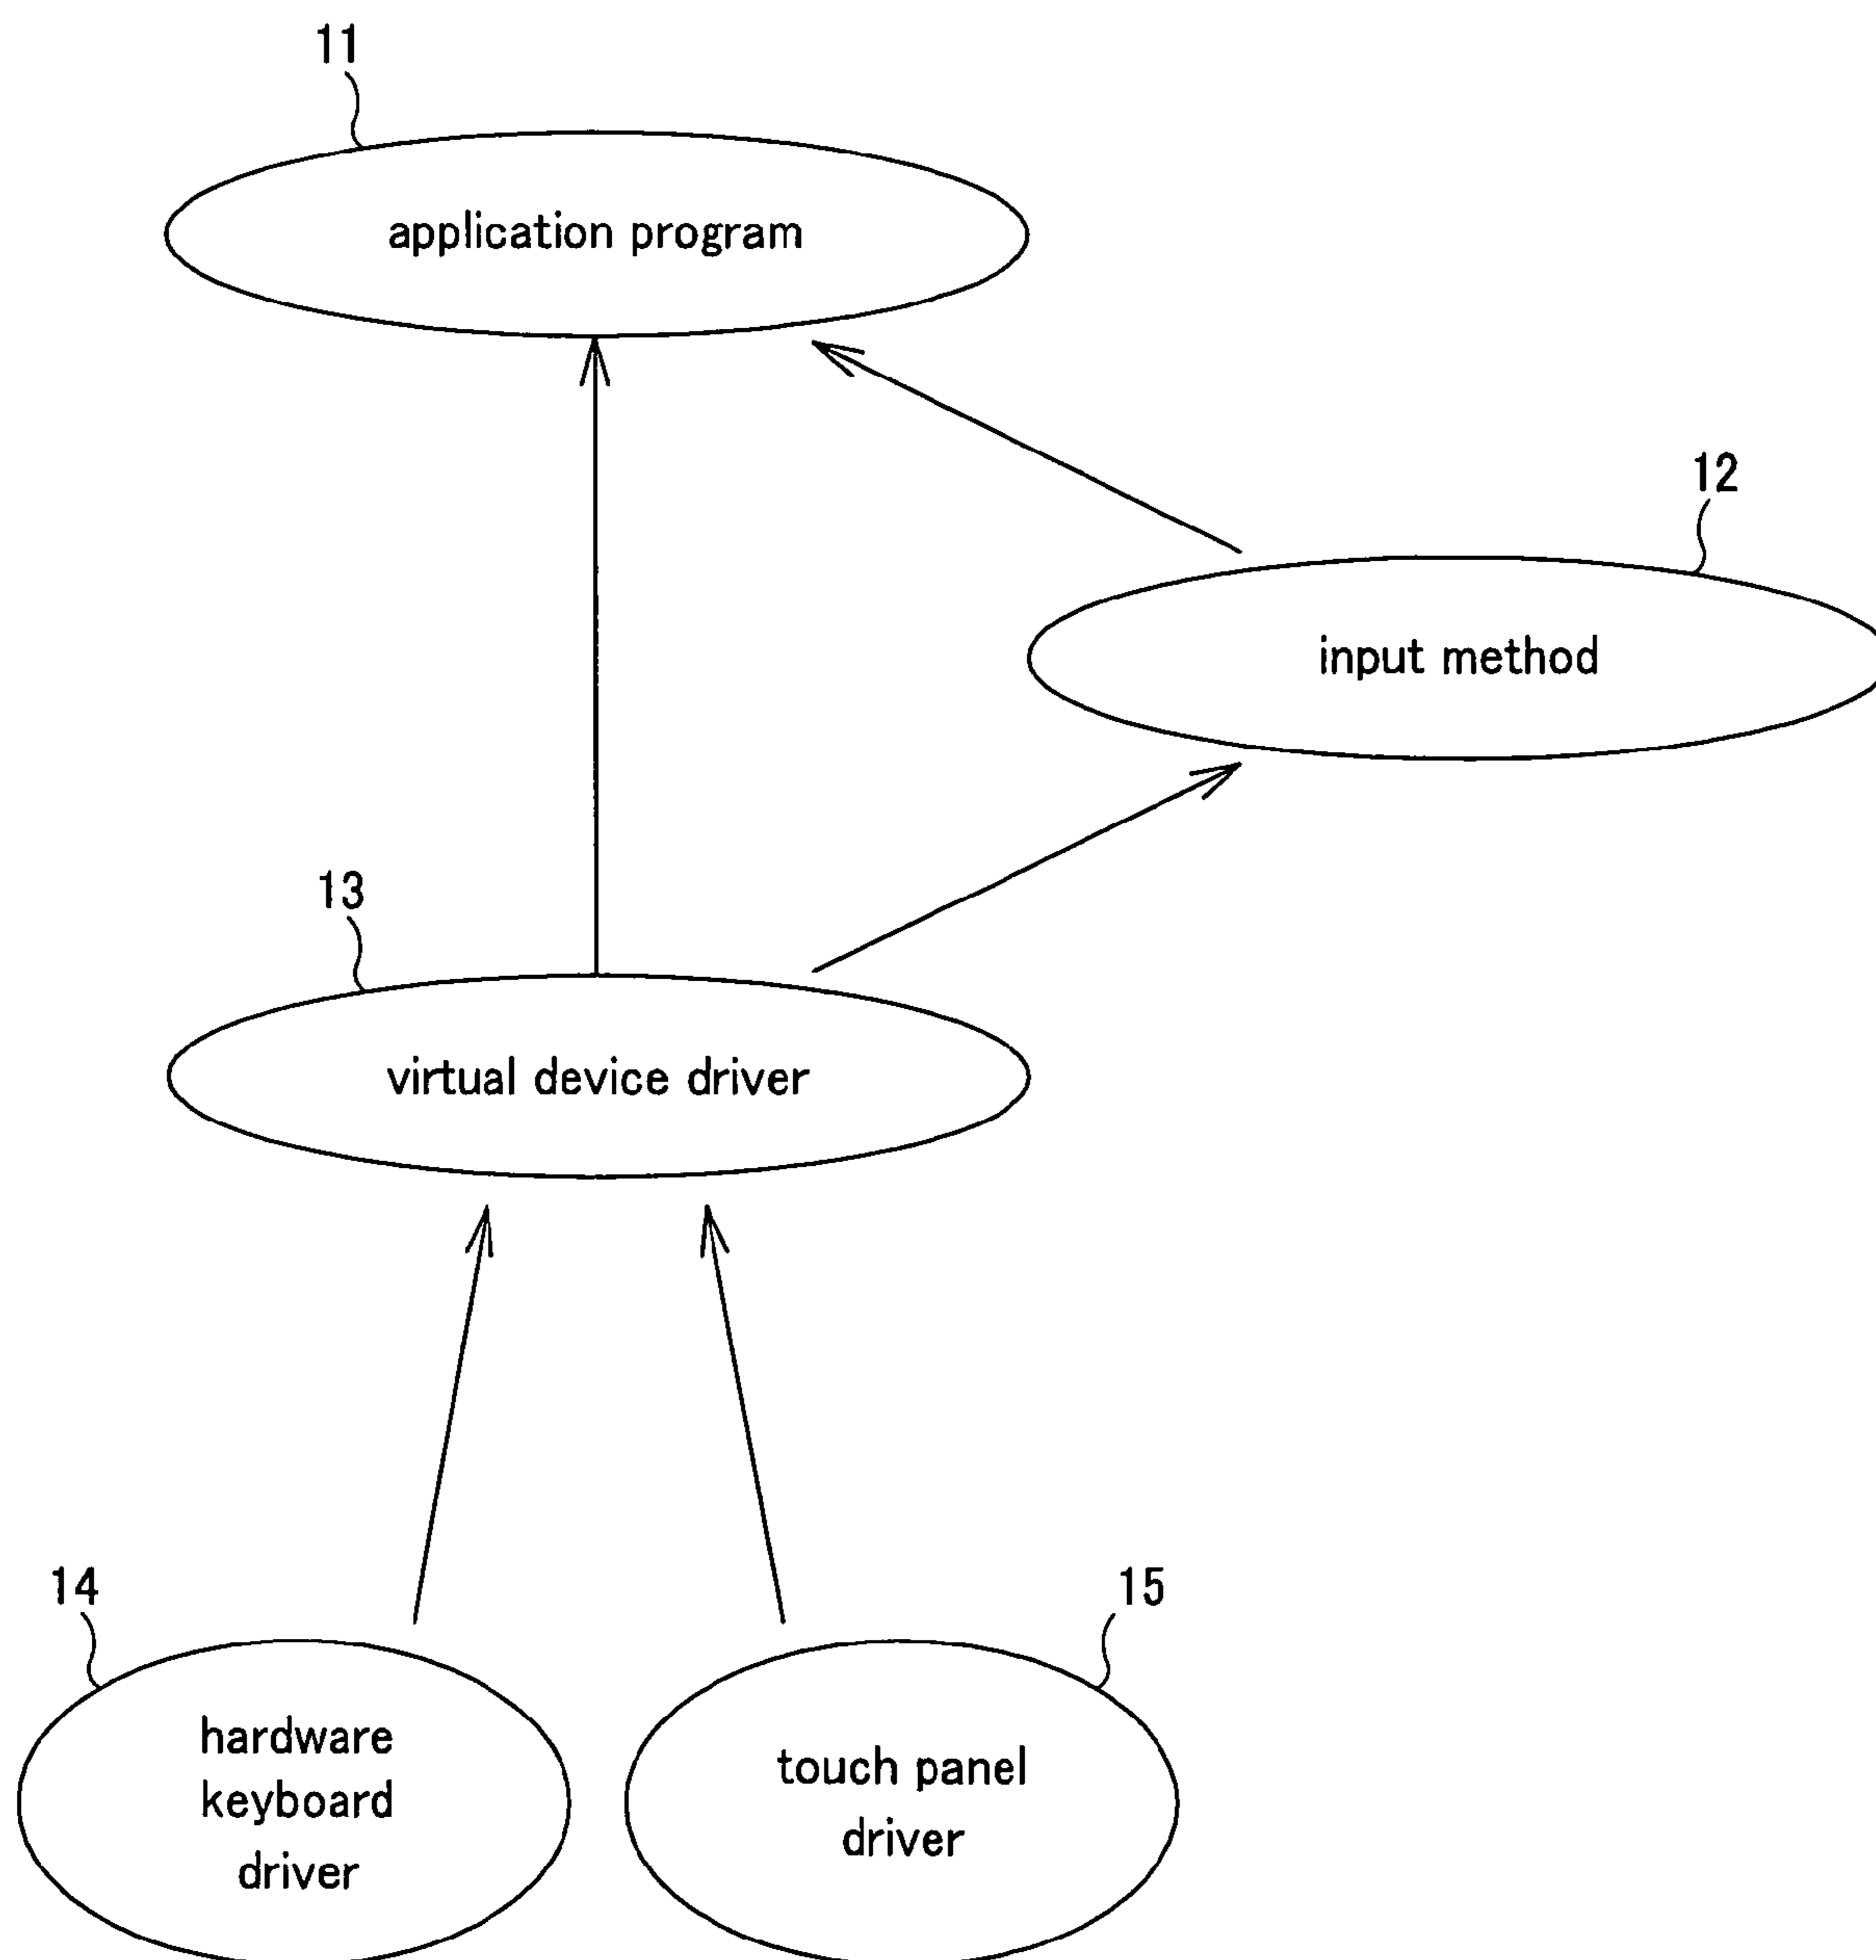 11
application program
12
input method
13
virtual device driver
14
15
hardware
keyboard
driver
touch panel
driver